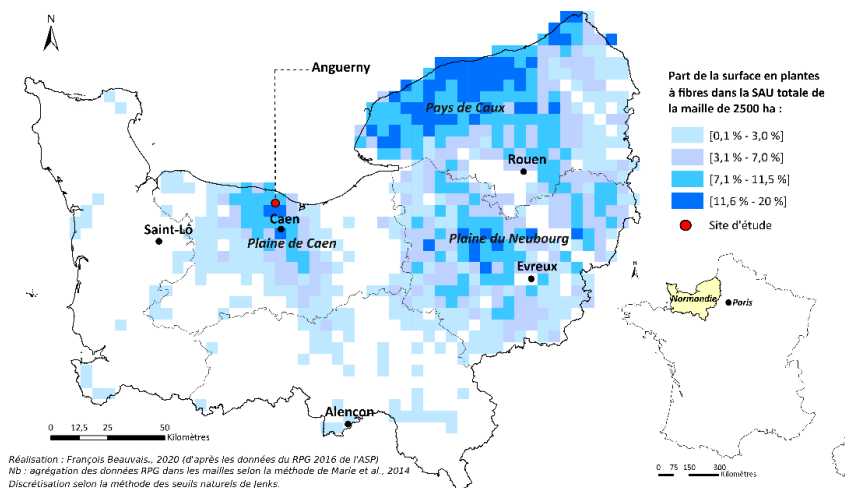 N
Anguerny
Pays de Caux
Rouen
Saint-Lô
Caen
Plaine de Caen
Plaine du Neubourg
Evreux
Alençon
0 12,5 25 50
Kilomètres
Part de la surface en plantes
à fibres dans la SAU totale de
la maille de 2500 ha :
[0,1 % - 3,0 %]
[3,1 % - 7,0 %]
[7,1 % - 11,5 %]
[11,6 % - 20 %]
Site d'étude
N
Normandie
Paris
0 75 150 300
Kilomètres
Réalisation : François Beauvais., 2020 (d'après les données du RPG 2016 de l'ASP)
Nb : agrégation des données RPG dans les mailles selon la méthode de Marie et al., 2014
Discrétisation selon la méthode des seuils naturels de Jenks.